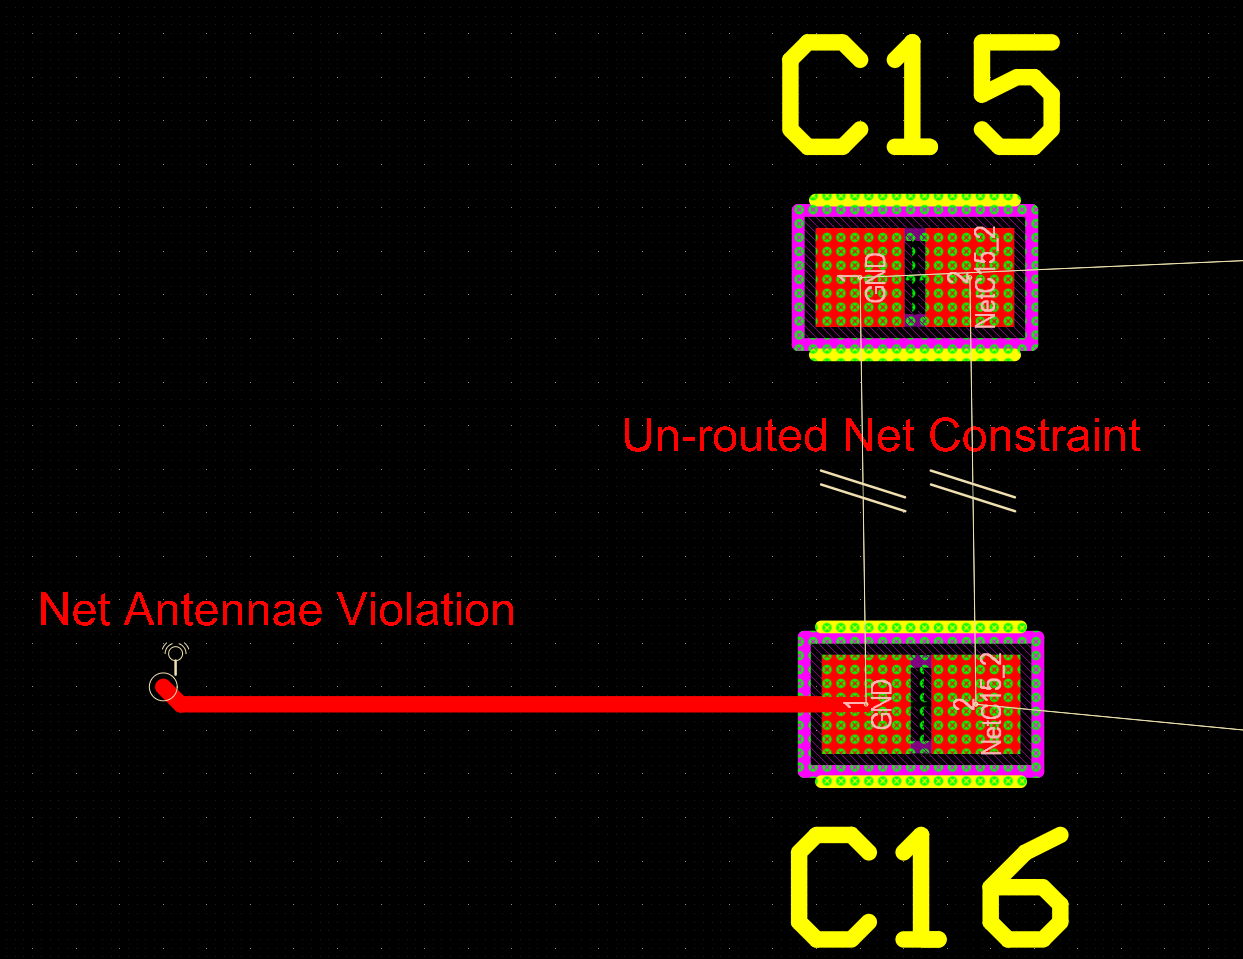 C15
1
GND
2
NetC15_2
Un-routed Net Constraint
Net Antennae Violation
1
GND
2
NetC15_2
C16